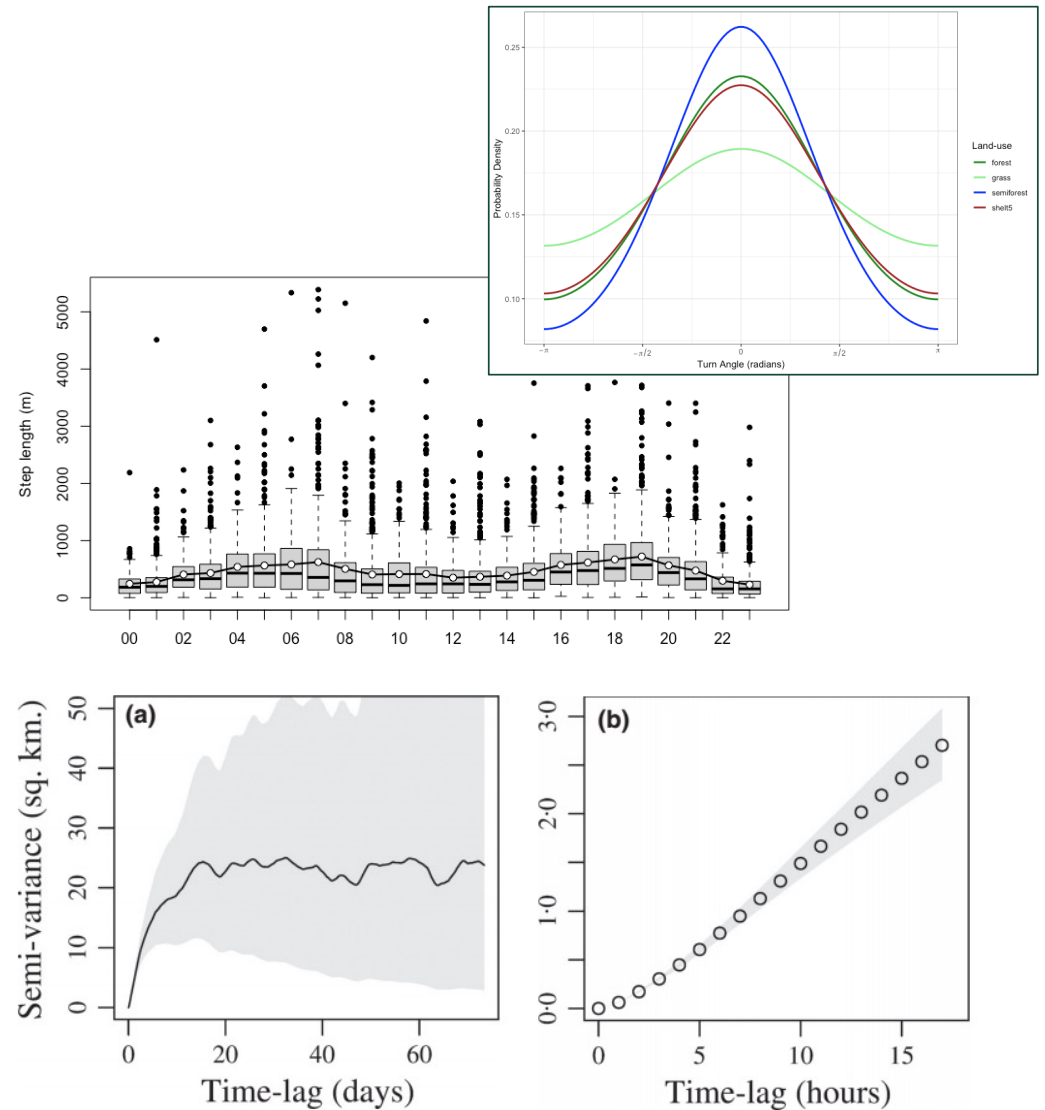 0.25
0.20
0.15
0.10
Probability Density
−π
−π/2
0
π/2
π
Turn Angle (radians)
Land-use
forest
grass
semiforest
shelt5
5000
4000
3000
2000
1000
0
Step length (m)
00 02 04 06 08 10 12 14 16 18 20 22
(a)
50
40
30
20
10
0
Semi-variance (sq. km.)
0 20 40 60
Time-lag (days)
(b)
3·0
2·0
1·0
0·0
0 5 10 15
Time-lag (hours)